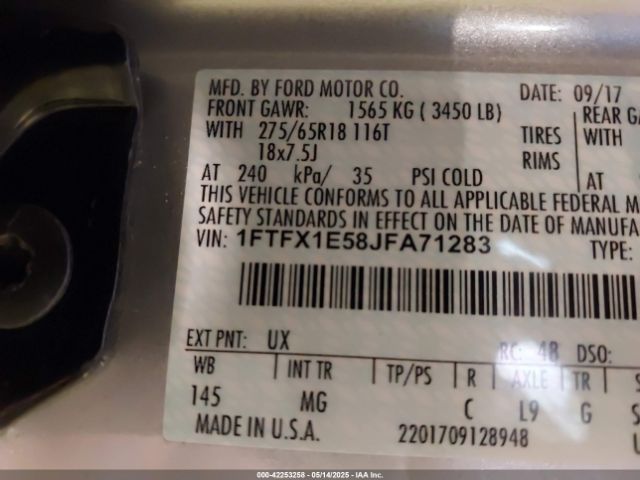 MFD. BY FORD MOTOR CO. DATE: 09/17
FRONT GAWR: 1565 KG ( 3450 LB) REAR GA
WITH 275/65R18 116T TIRES WITH
18x7.5J RIMS
AT 240 kPa/ 35 PSI COLD AT
THIS VEHICLE CONFORMS TO ALL APPLICABLE FEDERAL M
SAFETY STANDARDS IN EFFECT ON THE DATE OF MANUFA
VIN: 1FTFX1E58JFA71283 TYPE:
EXT PNT: UX RC: 48 DSO:
WB INT TR TP/PS R AXLE TR S
145 MG C L9 G S
MADE IN U.S.A. 2201709128948 U
000-42253258 - 05/14/2025 - IAA Inc.